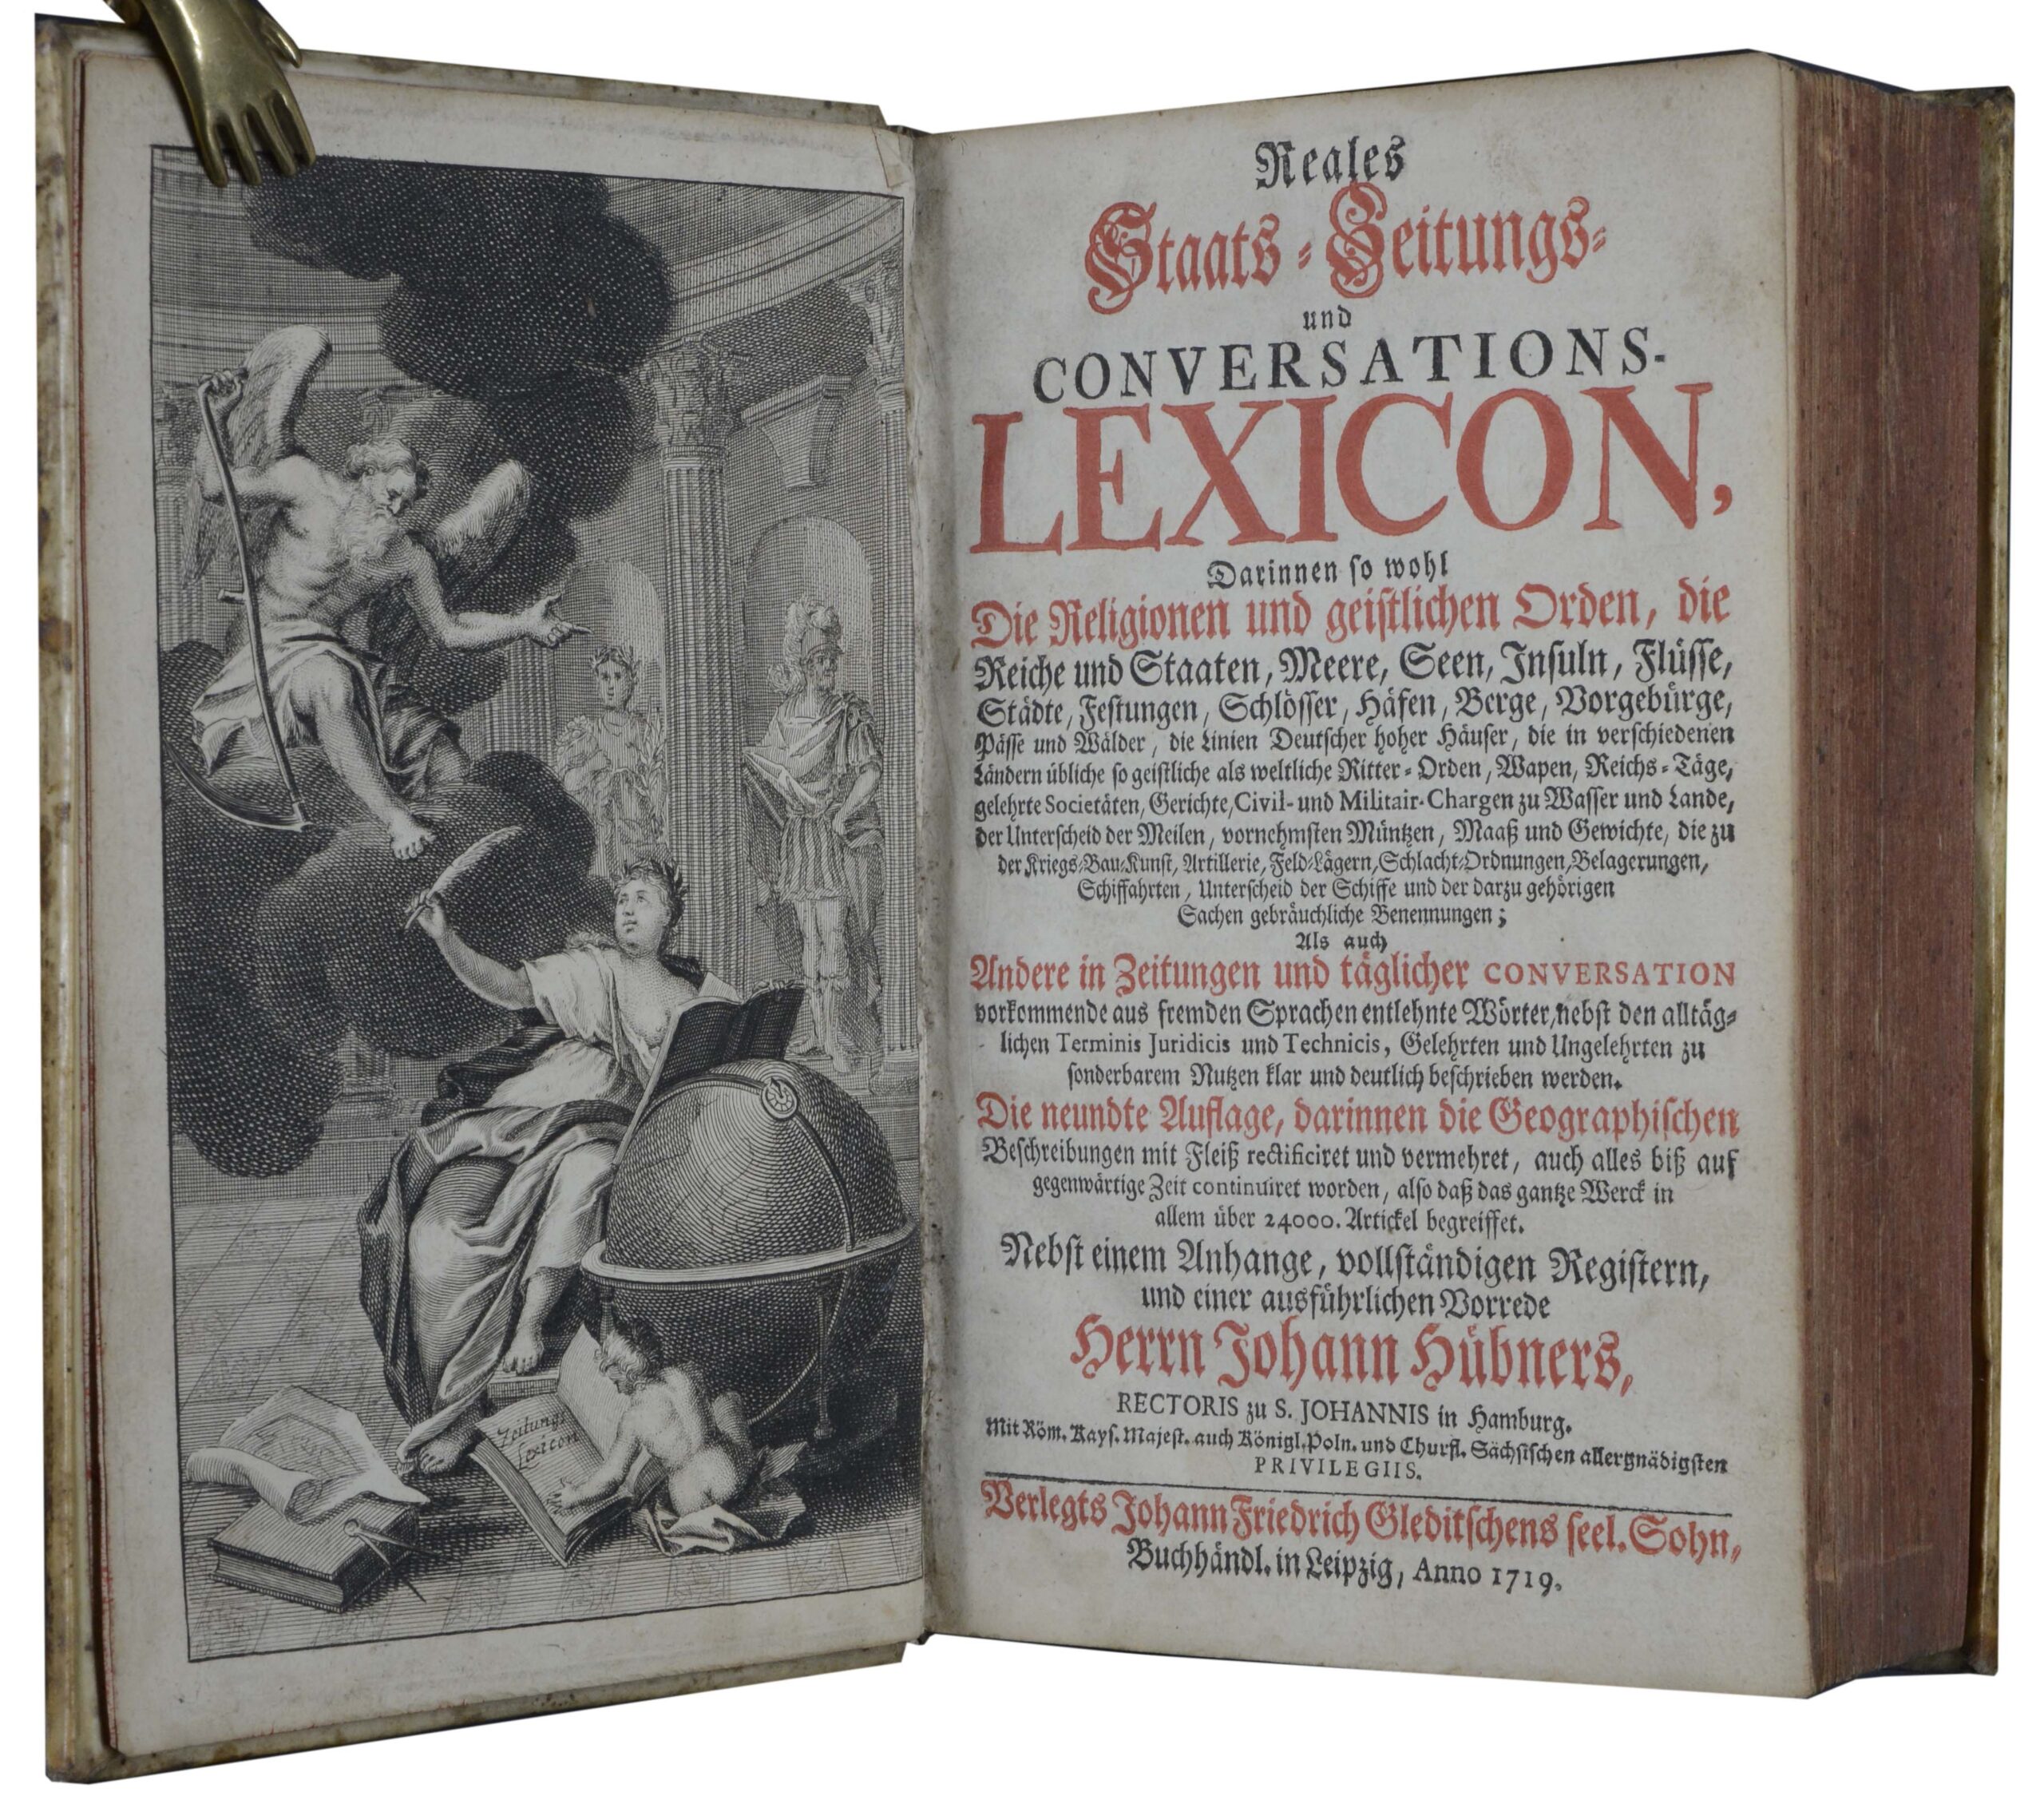 Zeitungs
Lexicon
Reales
Staats-Zeitungs-
und
CONVERSATIONS-
LEXICON,
Darinnen so wohl
Die Religionen und geistlichen Orden, die
Reiche und Staaten, Meere, Seen, Insuln, Flüsse,
Städte, Festungen, Schlösser, Häfen, Berge, Vorgebürge,
Pässe und Wälder, die Linien Deutscher hoher Häuser, die in verschiedenen
Ländern übliche so geistliche als weltliche Ritter-Orden, Wapen, Reichs-Täge,
gelehrte Societäten, Gerichte, Civil- und Militair-Chargen zu Wasser und Lande,
der Unterscheid der Meilen, vornehmsten Müntzen, Maaß und Gewichte, die zu
der Kriegs-Bau-Kunst, Artillerie, Feld-Lägern, Schlacht-Ordnungen, Belagerungen,
Schiffahrten, Unterscheid der Schiffe und der darzu gehörigen
Sachen gebräuchliche Benennungen;
Als auch
Andere in Zeitungen und täglicher CONVERSATION
vorkommende aus fremden Sprachen entlehnte Wörter, nebst den alltäg-
lichen Terminis Juridicis und Technicis, Gelehrten und Ungelehrten zu
sonderbarem Nutzen klar und deutlich beschrieben werden.
Die neundte Auflage, darinnen die Geographischen
Beschreibungen mit Fleiß rectificiret und vermehret, auch alles biß auf
gegenwärtige Zeit continuiret worden, also daß das gantze Werck in
allem über 24000. Artickel begreiffet.
Nebst einem Anhange, vollständigen Registern,
und einer ausführlichen Vorrede
Herrn Johann Hübners,
RECTORIS zu S. JOHANNIS in Hamburg.
Mit Röm. Kays. Majest. auch Königl. Poln. und Churfl. Sächsischen allergnädigsten
PRIVILEGIIS.
Verlegts Johann Friedrich Gleditschens seel. Sohn,
Buchhändl. in Leipzig, Anno 1719.